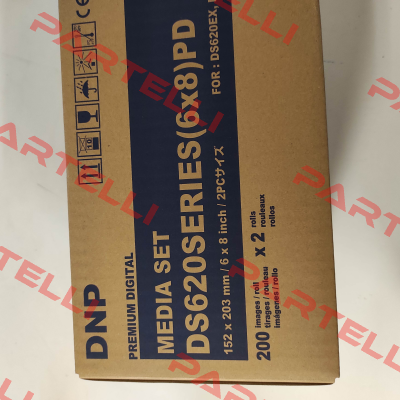 DNP
PREMIUM DIGITAL
MEDIA SET
DS620SERIES(6x8)PD
FOR : DS620EX,
152 x 203 mm / 6 x 8 inch / 2PCサイズ
200
images / roll
tirages / rouleau
imágenes / rollo
x 2
rolls
rouleaux
rollos
PARTELLI
PARTELLI
PARTELLI
PARTELLI
PARTELLI